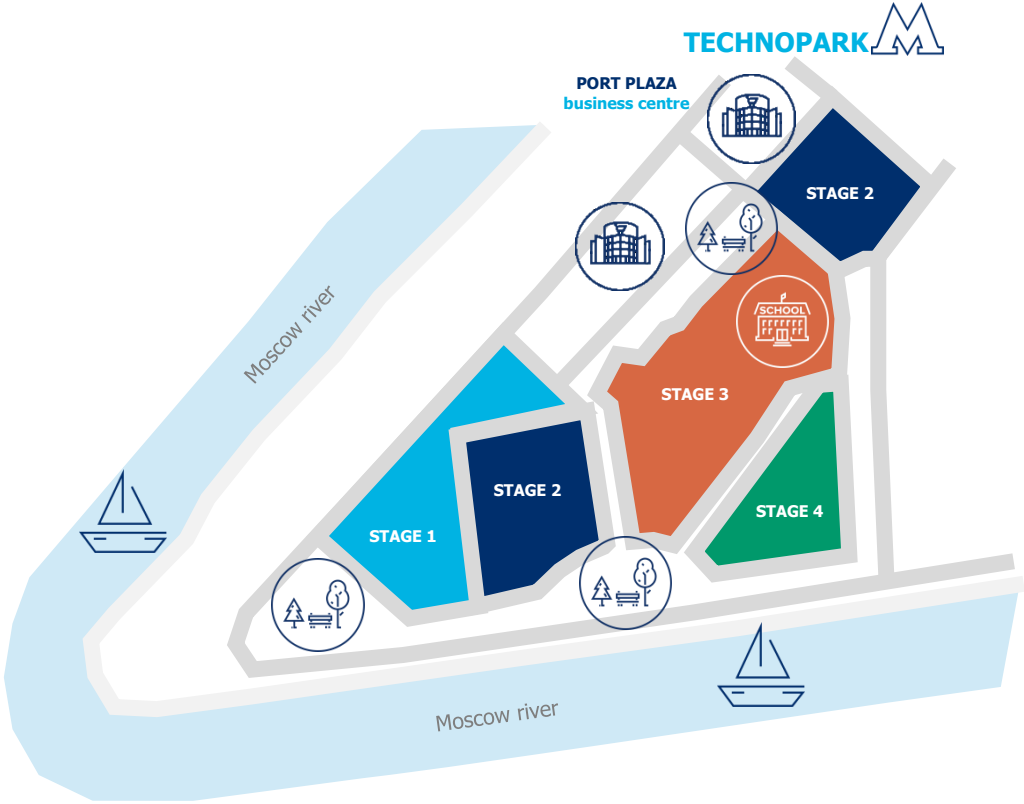 TECHNOPARK M
PORT PLAZA
business centre
STAGE 2
Moscow river
SCHOOL
STAGE 3
STAGE 2
STAGE 1
STAGE 4
Moscow river